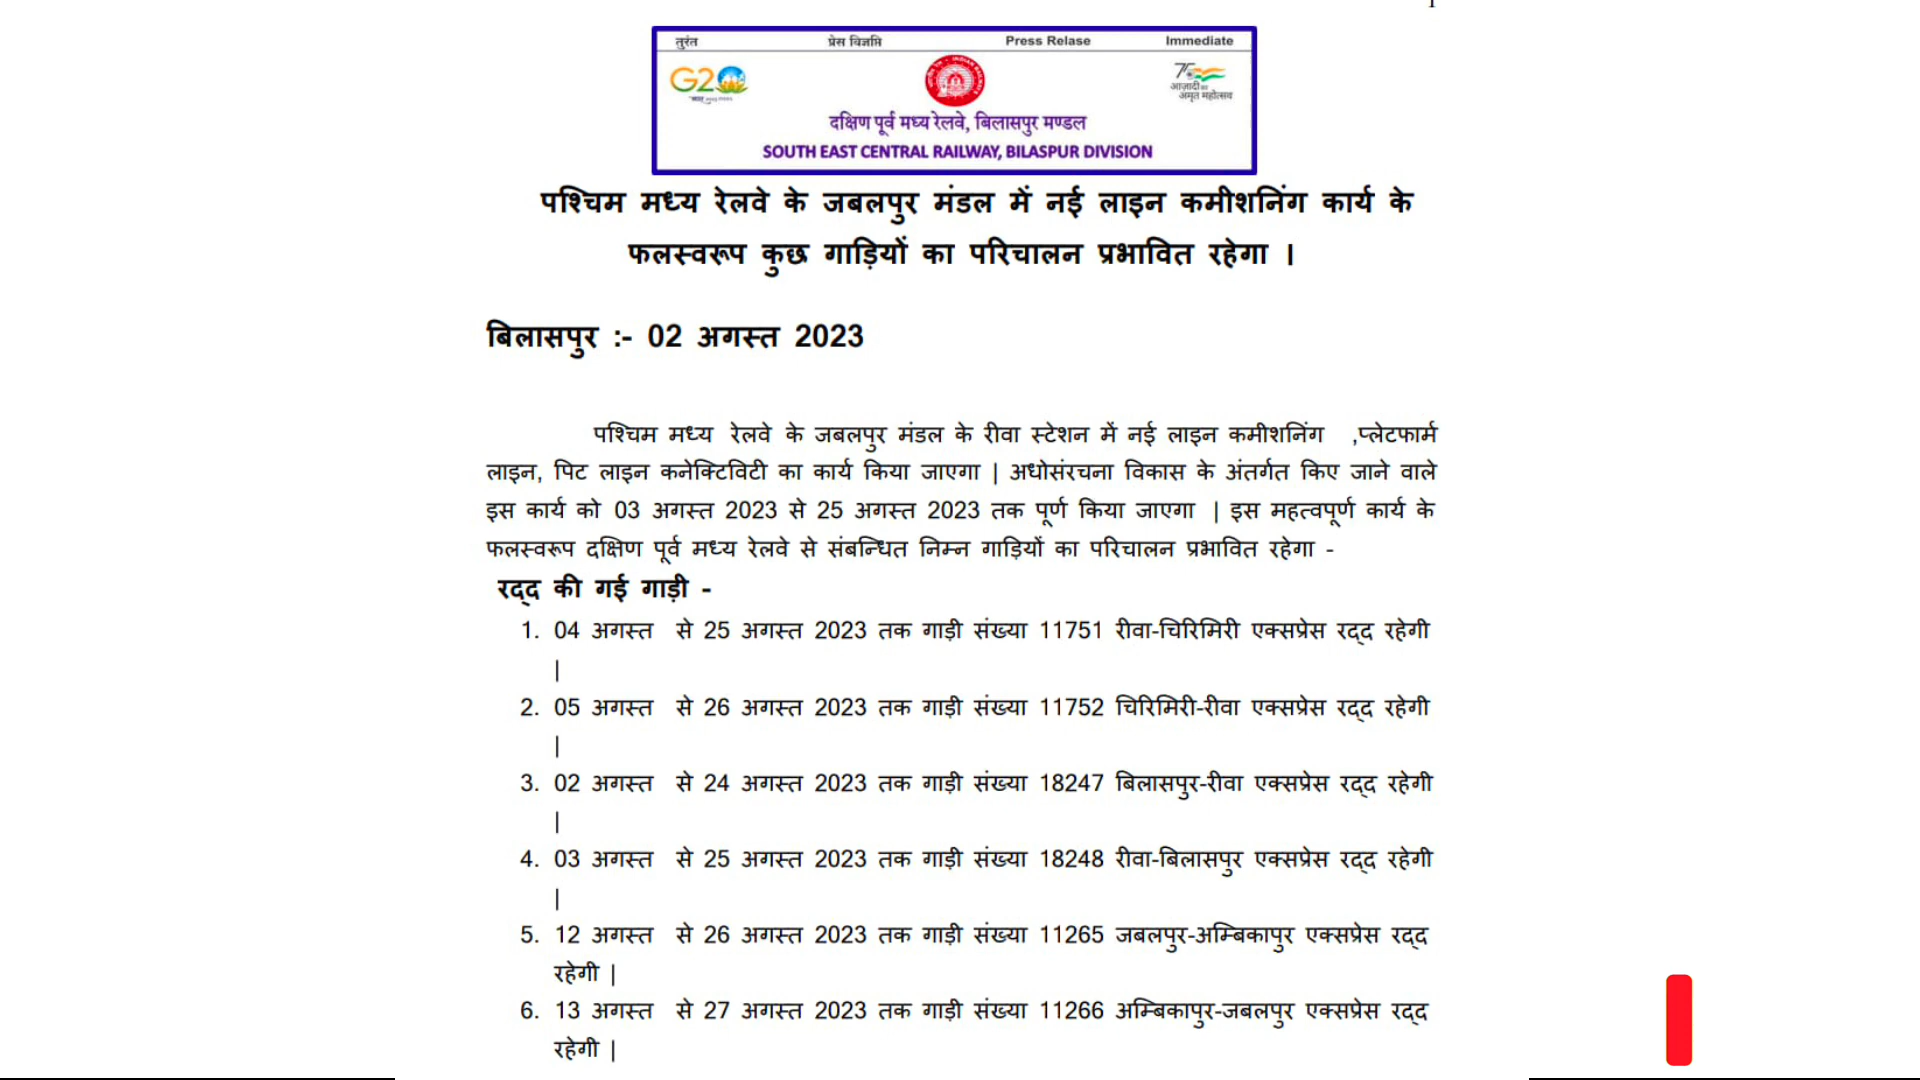 तुरंत प्रेस विज्ञप्ति Press Relase Immediate
G20
आज़ादी का
अमृत महोत्सव
दक्षिण पूर्व मध्य रेलवे, बिलासपुर मण्डल
SOUTH EAST CENTRAL RAILWAY, BILASPUR DIVISION
पश्चिम मध्य रेलवे के जबलपुर मंडल में नई लाइन कमीशनिंग कार्य के
फलस्वरूप कुछ गाड़ियों का परिचालन प्रभावित रहेगा ।
बिलासपुर :- 02 अगस्त 2023
पश्चिम मध्य रेलवे के जबलपुर मंडल के रीवा स्टेशन में नई लाइन कमीशनिंग ,प्लेटफार्म
लाइन, पिट लाइन कनेक्टिविटी का कार्य किया जाएगा | अधोसंरचना विकास के अंतर्गत किए जाने वाले
इस कार्य को 03 अगस्त 2023 से 25 अगस्त 2023 तक पूर्ण किया जाएगा | इस महत्वपूर्ण कार्य के
फलस्वरूप दक्षिण पूर्व मध्य रेलवे से संबन्धित निम्न गाड़ियों का परिचालन प्रभावित रहेगा -
रद्द की गई गाड़ी -
1. 04 अगस्त से 25 अगस्त 2023 तक गाड़ी संख्या 11751 रीवा-चिरिमिरी एक्सप्रेस रद्द रहेगी
|
2. 05 अगस्त से 26 अगस्त 2023 तक गाड़ी संख्या 11752 चिरिमिरी-रीवा एक्सप्रेस रद्द रहेगी
|
3. 02 अगस्त से 24 अगस्त 2023 तक गाड़ी संख्या 18247 बिलासपुर-रीवा एक्सप्रेस रद्द रहेगी
|
4. 03 अगस्त से 25 अगस्त 2023 तक गाड़ी संख्या 18248 रीवा-बिलासपुर एक्सप्रेस रद्द रहेगी
|
5. 12 अगस्त से 26 अगस्त 2023 तक गाड़ी संख्या 11265 जबलपुर-अम्बिकापुर एक्सप्रेस रद्द
रहेगी |
6. 13 अगस्त से 27 अगस्त 2023 तक गाड़ी संख्या 11266 अम्बिकापुर-जबलपुर एक्सप्रेस रद्द
रहेगी |